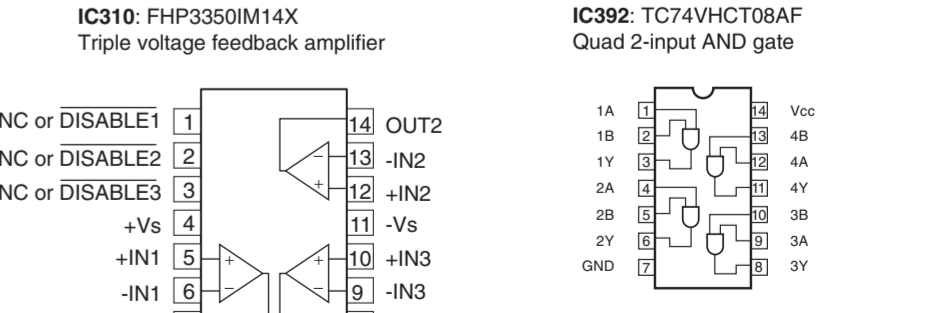 IC310: FHP3350IM14X
Triple voltage feedback amplifier
NC or DISABLE1 1
NC or DISABLE2 2
NC or DISABLE3 3
+Vs 4
+IN1 5
-IN1 6
14 OUT2
13 -IN2
12 +IN2
11 -Vs
10 +IN3
9 -IN3
−
+
+
−
+
−
IC392: TC74VHCT08AF
Quad 2-input AND gate
1A 1
1B 2
1Y 3
2A 4
2B 5
2Y 6
GND 7
14 Vcc
13 4B
12 4A
11 4Y
10 3B
9 3A
8 3Y